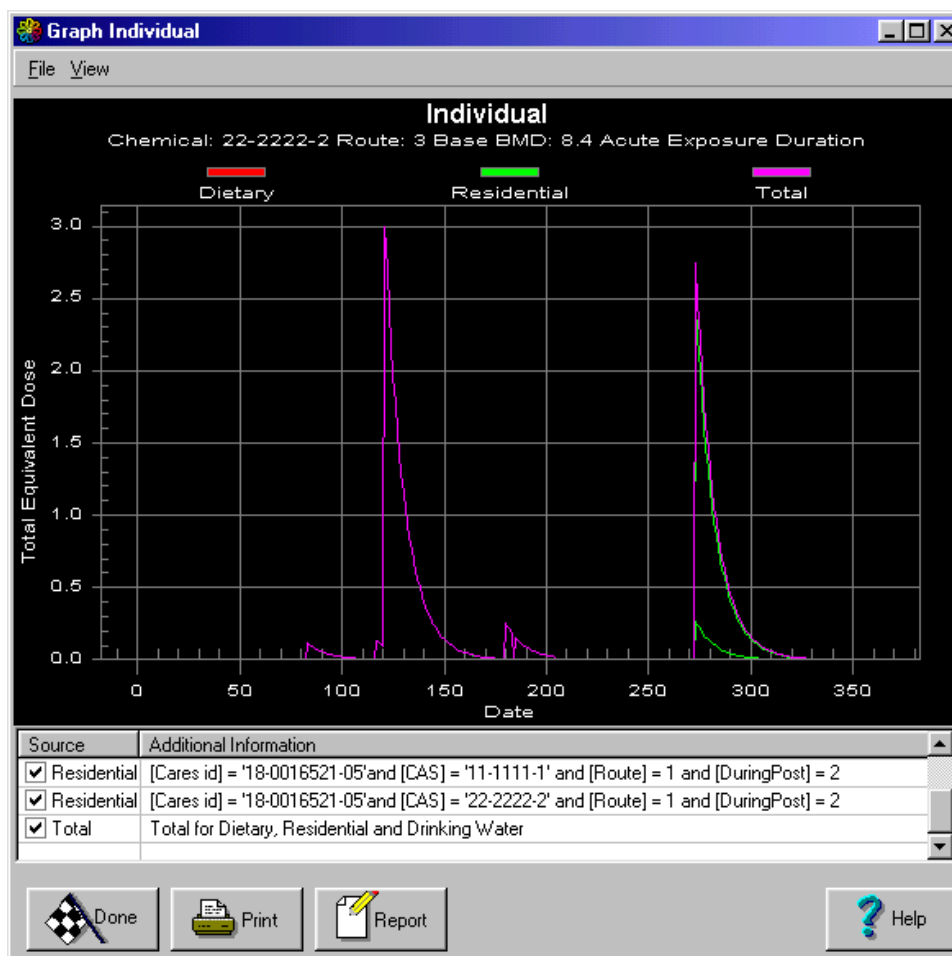 Graph Individual
File View
Individual
Chemical: 22-2222-2 Route: 3 Base BMD: 8.4 Acute Exposure Duration
Dietary Residential Total
Total Equivalent Dose
3.0
2.5
2.0
1.5
1.0
0.5
0.0
0 50 100 150 200 250 300 350
Date
Source Additional Information
Residential [Cares id] = '18-0016521-05'and [CAS] = '11-1111-1' and [Route] = 1 and [DuringPost] = 2
Residential [Cares id] = '18-0016521-05'and [CAS] = '22-2222-2' and [Route] = 1 and [DuringPost] = 2
Total Total for Dietary, Residential and Drinking Water
Done Print Report Help